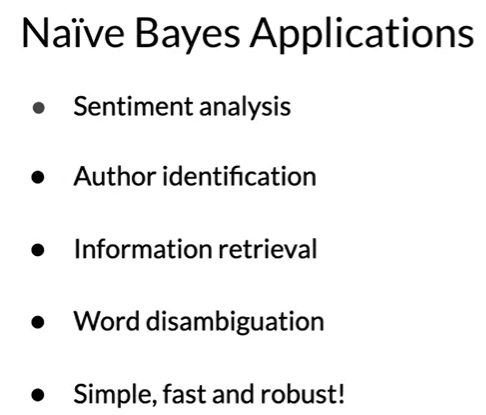 Naïve Bayes Applications
● Sentiment analysis
● Author identification
● Information retrieval
● Word disambiguation
● Simple, fast and robust!